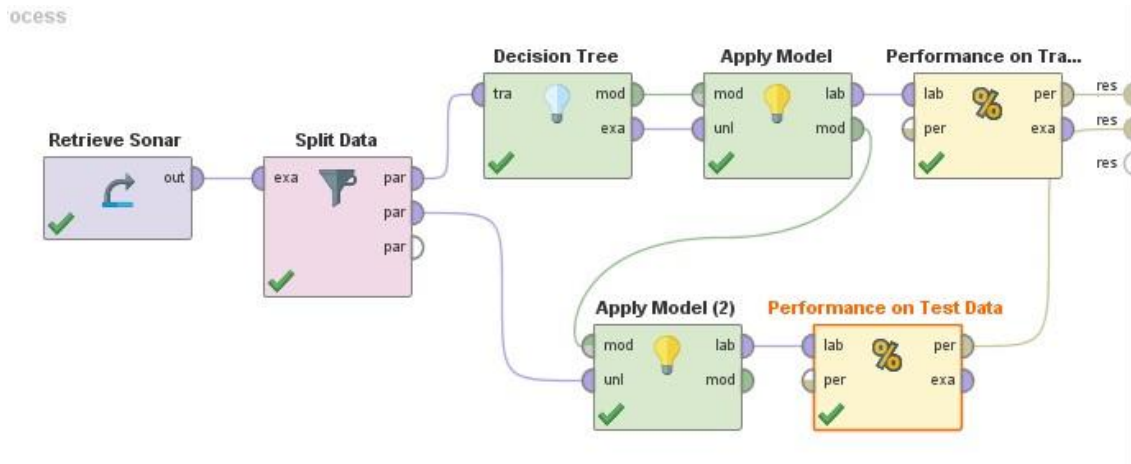 ocess
Decision Tree
Apply Model
Performance on Tra...
tra
mod
exa
mod
unl
lab
mod
lab
per
per
exa
res
res
res
Retrieve Sonar
out
Split Data
exa
par
par
par
Apply Model (2)
mod
unl
lab
mod
Performance on Test Data
lab
per
%
per
exa
%